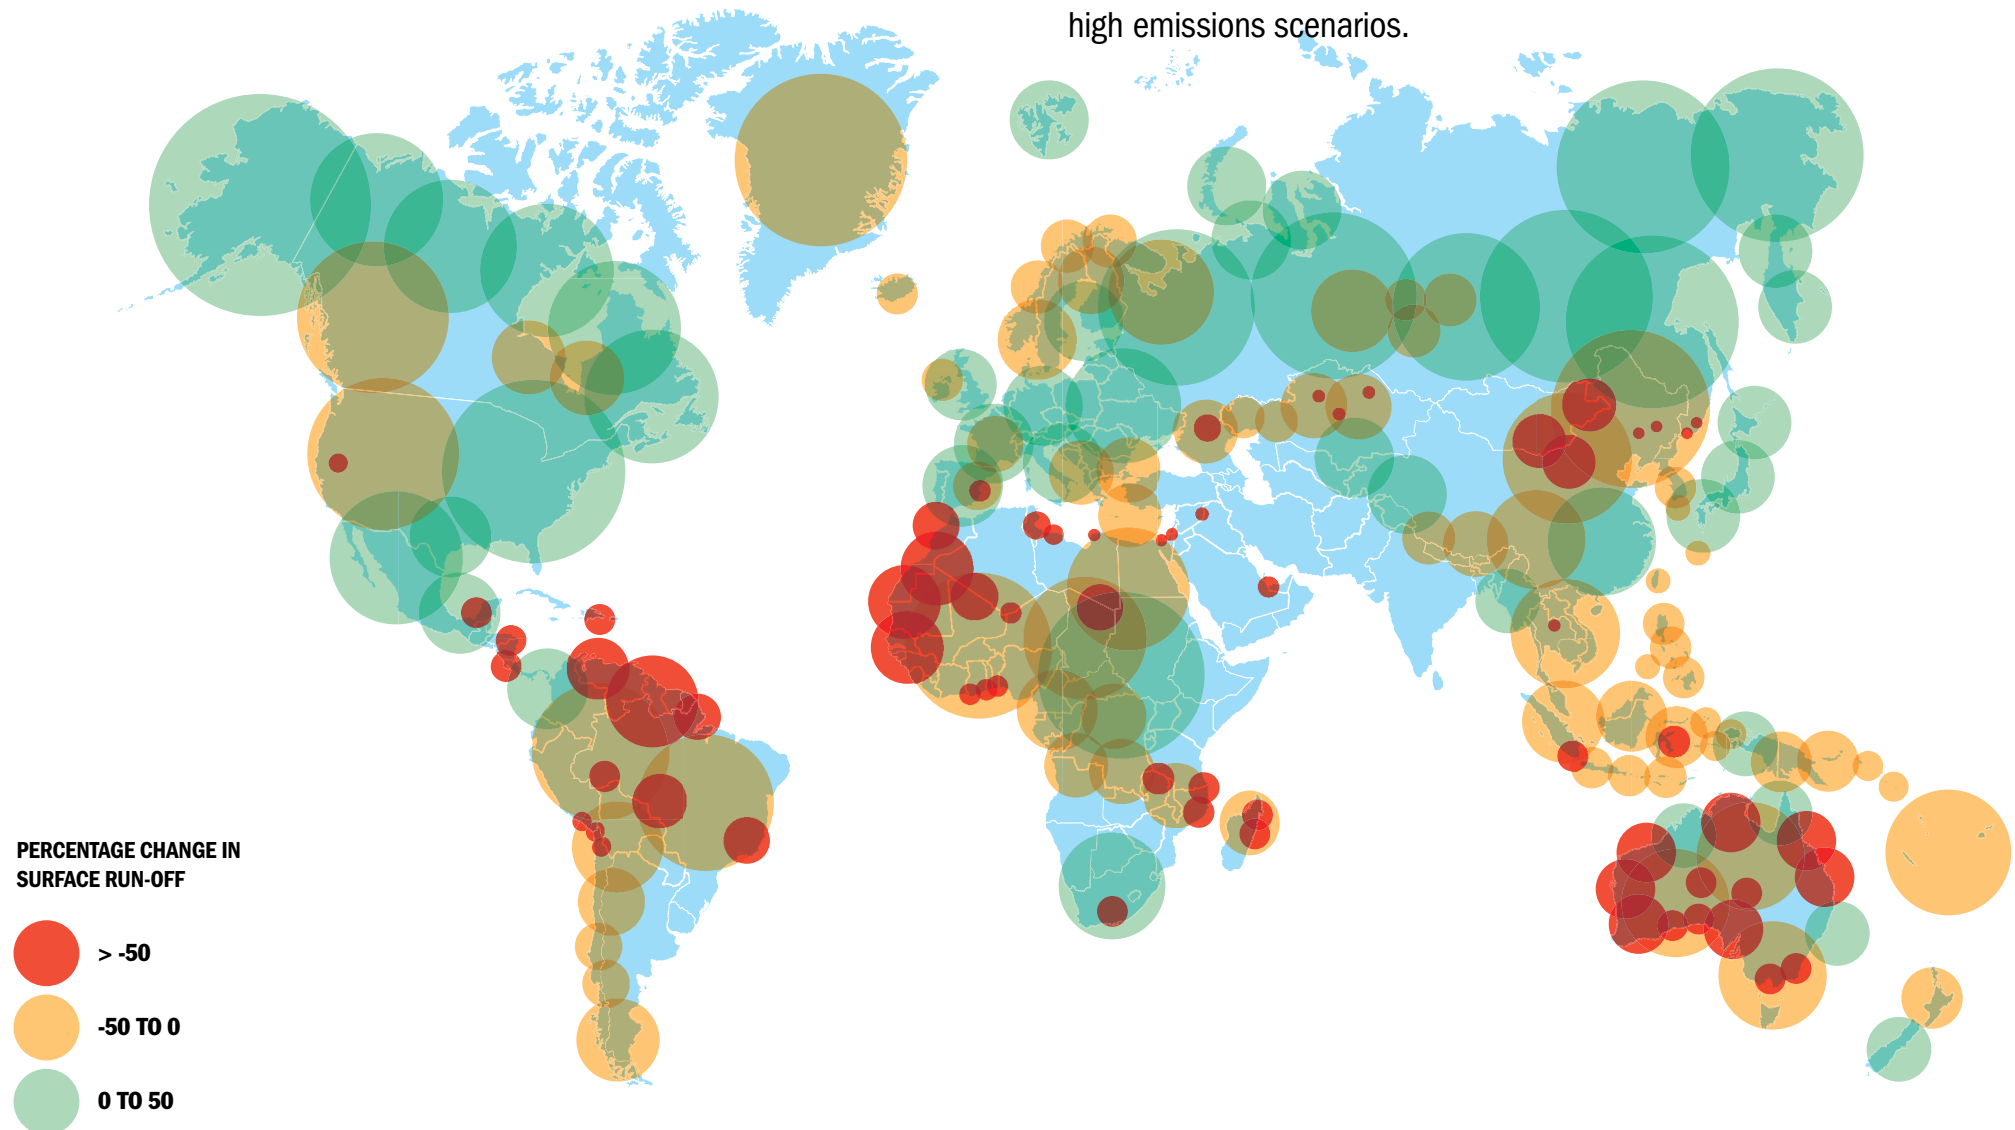 high emissions scenarios.
PERCENTAGE CHANGE IN
SURFACE RUN-OFF
> -50
-50 TO 0
0 TO 50